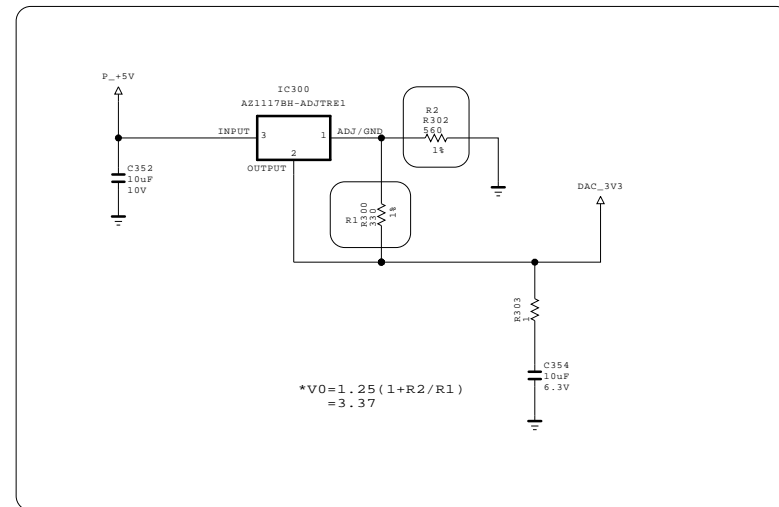 P_+5V
IC300
AZ1117BH-ADJTRE1
INPUT
3
1
ADJ/GND
2
OUTPUT
R2
R302
560
1%
C352
10uF
10V
R1
R300
330
1%
DAC_3V3
R303
1
C354
10uF
6.3V
*V0=1.25(1+R2/R1)
=3.37